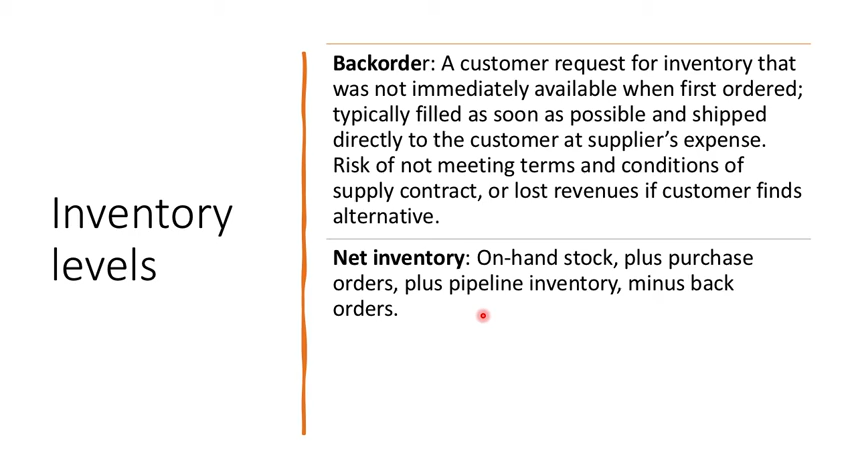 Inventory
levels
Backorder: A customer request for inventory that
was not immediately available when first ordered;
typically filled as soon as possible and shipped
directly to the customer at supplier’s expense.
Risk of not meeting terms and conditions of
supply contract, or lost revenues if customer finds
alternative.
Net inventory: On-hand stock, plus purchase
orders, plus pipeline inventory, minus back
orders.